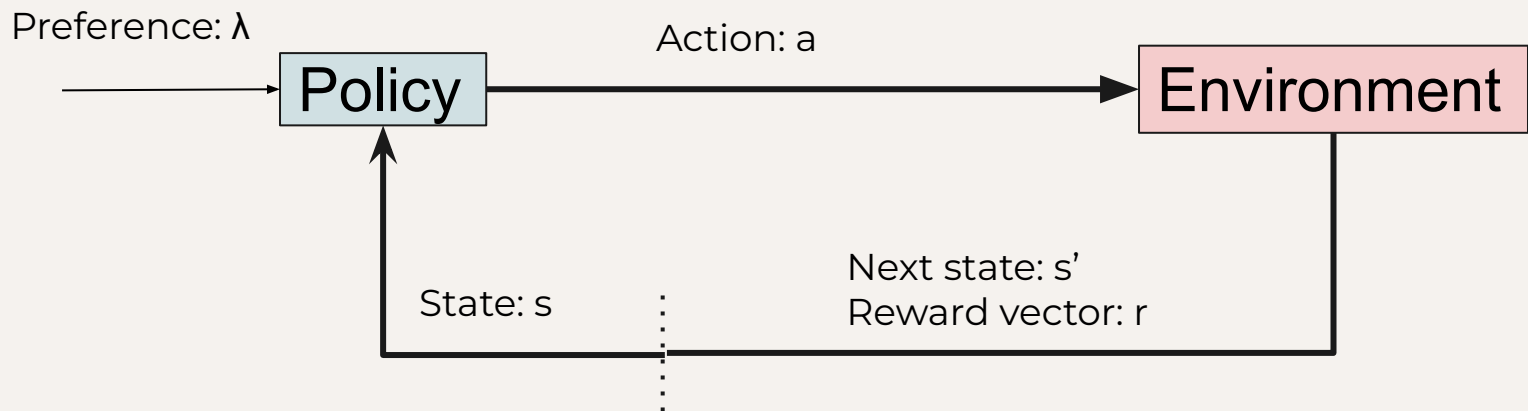 Preference: λ
Action: a
Policy
Environment
Next state: s’
Reward vector: r
State: s